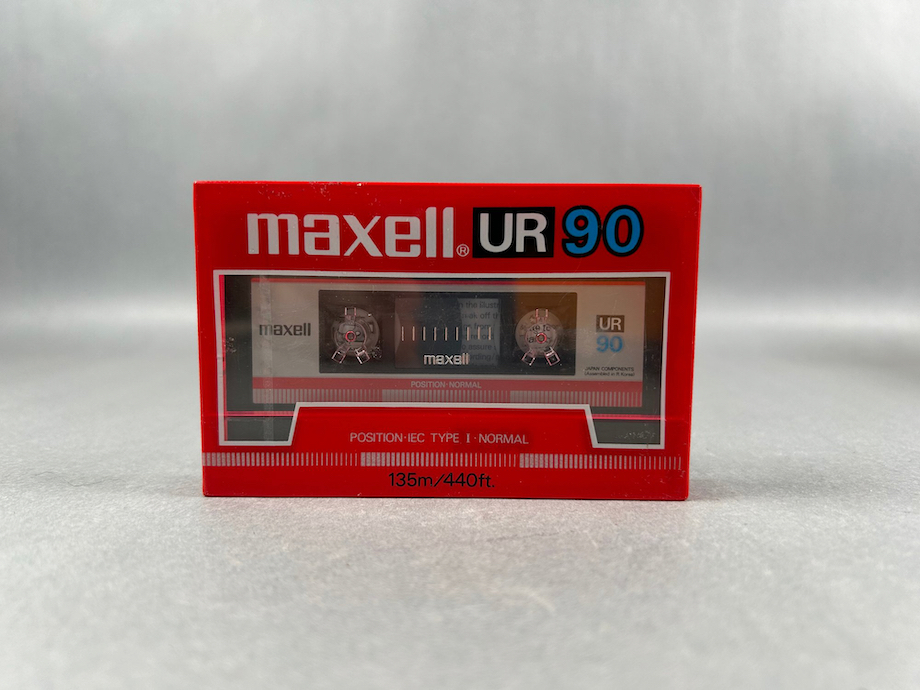 maxell® UR 90
maxell
maxell
UR
90
JAPAN COMPONENTS
POSITION·NORMAL
POSITION·IEC TYPE I·NORMAL
135m/440ft.